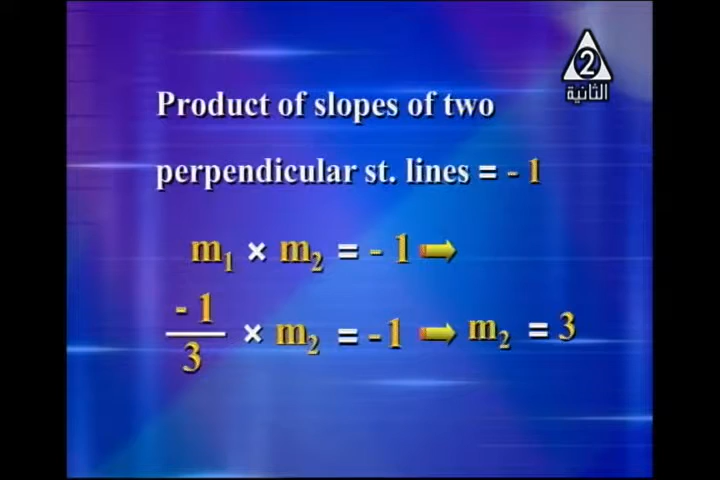 2
الثانية
Product of slopes of two
perpendicular st. lines = - 1
m₁ × m₂ = - 1 ➡
-1/3 × m₂ = -1 ➡ m₂ = 3